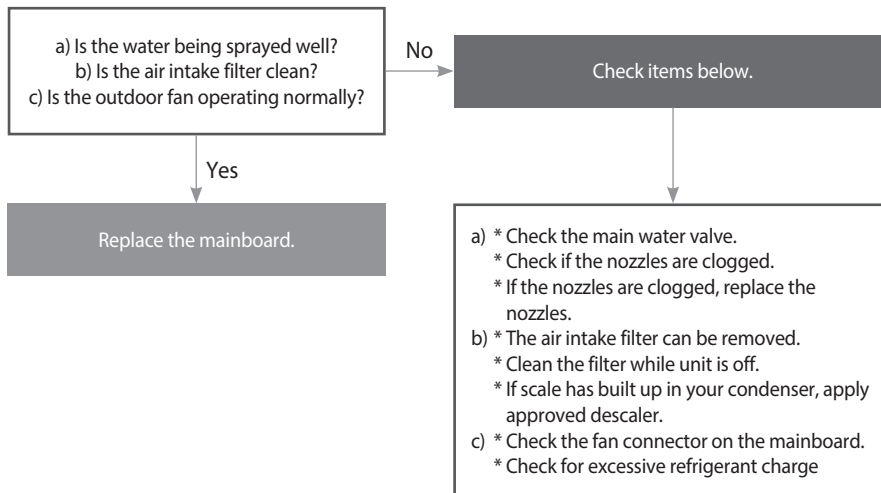 a) Is the water being sprayed well?
b) Is the air intake filter clean?
c) Is the outdoor fan operating normally?
No
Check items below.
Yes
Replace the mainboard.
a) * Check the main water valve.
* Check if the nozzles are clogged.
* If the nozzles are clogged, replace the
nozzles.
b) * The air intake filter can be removed.
* Clean the filter while unit is off.
* If scale has built up in your condenser, apply
approved descaler.
c) * Check the fan connector on the mainboard.
* Check for excessive refrigerant charge